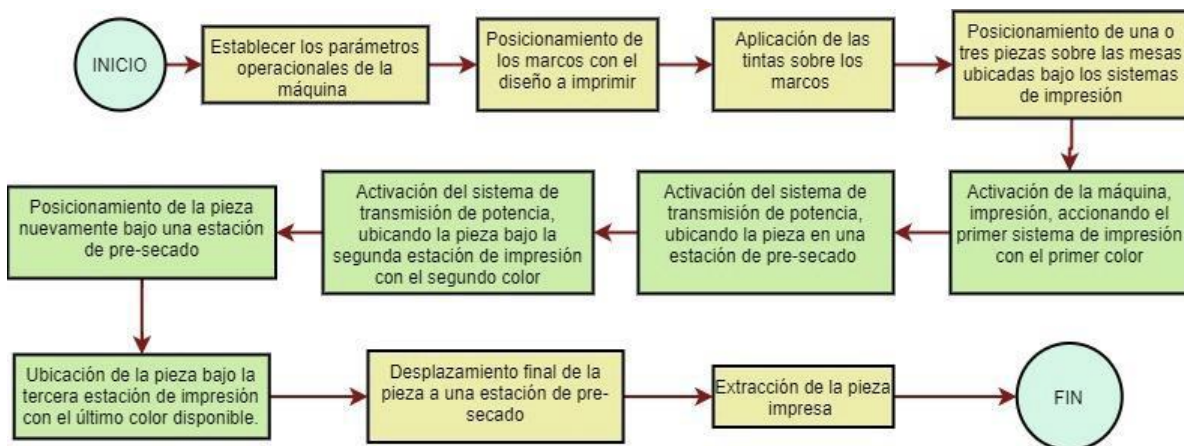 INICIO
Establecer los parámetros
operacionales de la
máquina
Posicionamiento de
los marcos con el
diseño a imprimir
Aplicación de las
tintas sobre los
marcos
Posicionamiento de una o
tres piezas sobre las mesas
ubicadas bajo los sistemas
de impresión
Activación de la máquina,
impresión, accionando el
primer sistema de impresión
con el primer color
Activación del sistema de
transmisión de potencia,
ubicando la pieza en una
estación de pre-secado
Activación del sistema de
transmisión de potencia,
ubicando la pieza bajo la
segunda estación de impresión
con el segundo color
Posicionamiento de la pieza
nuevamente bajo una estación
de pre-secado
Ubicación de la pieza bajo la
tercera estación de impresión
con el último color disponible.
Desplazamiento final de la
pieza a una estación de pre-
secado
Extracción de la pieza
impresa
FIN